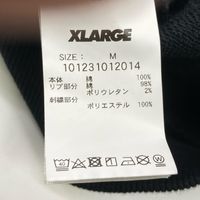 XLARGE
SIZE: M
101231012014
本体 綿 100%
リブ部分 綿 98%
ポリウレタン 2%
刺繍部分 ポリエステル 100%